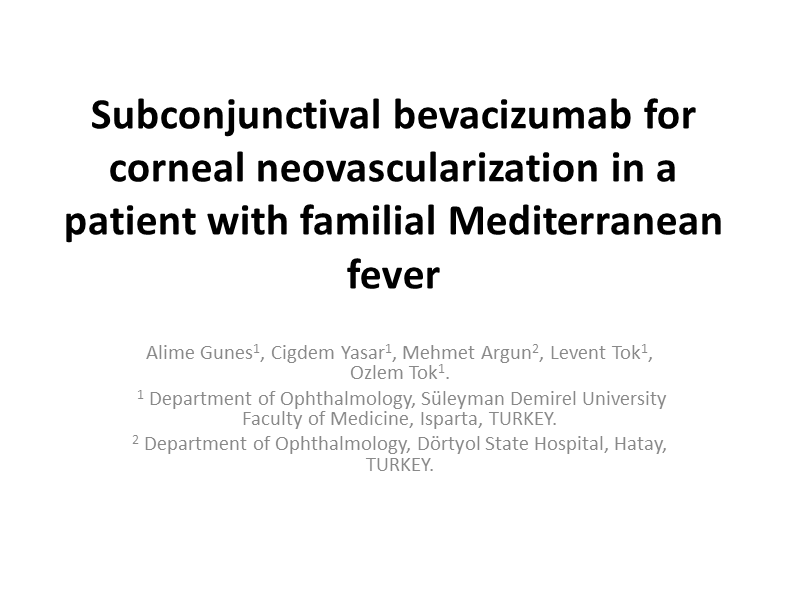 Subconjunctival bevacizumab for
corneal neovascularization in a
patient with familial Mediterranean
fever
Alime Gunes¹, Cigdem Yasar¹, Mehmet Argun², Levent Tok¹,
Ozlem Tok¹.
¹ Department of Ophthalmology, Süleyman Demirel University
Faculty of Medicine, Isparta, TURKEY.
² Department of Ophthalmology, Dörtyol State Hospital, Hatay,
TURKEY.